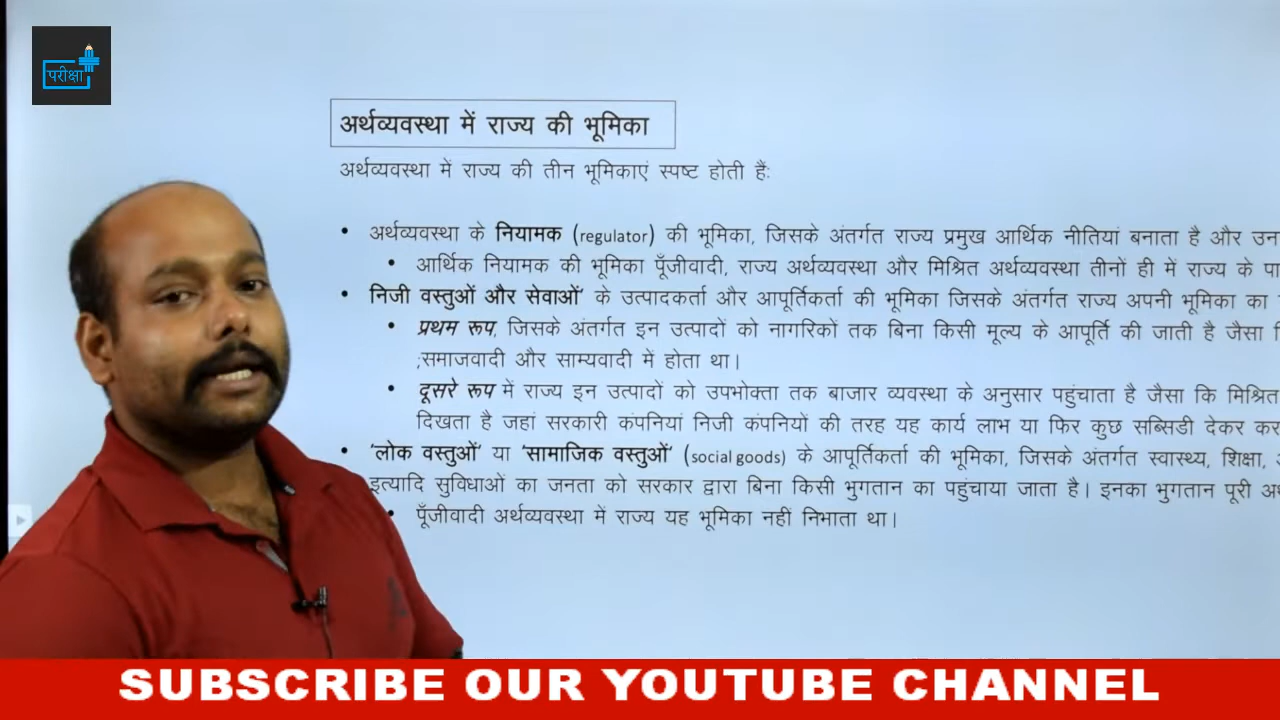 परीक्षा
अर्थव्यवस्था में राज्य की भूमिका
अर्थव्यवस्था में राज्य की तीन भूमिकाएं स्पष्ट होती हैं:
• अर्थव्यवस्था के नियामक (regulator) की भूमिका, जिसके अंतर्गत राज्य प्रमुख आर्थिक नीतियां बनाता है और
• आर्थिक नियामक की भूमिका पूँजीवादी, राज्य अर्थव्यवस्था और मिश्रित अर्थव्यवस्था तीनों ही में राज्य के
• निजी वस्तुओं और सेवाओं’ के उत्पादकर्ता और आपूर्तिकर्ता की भूमिका जिसके अंतर्गत राज्य अपनी भूमिका का
• प्रथम रूप, जिसके अंतर्गत इन उत्पादों को नागरिकों तक बिना किसी मूल्य के आपूर्ति की जाती है जैसा
;समाजवादी और साम्यवादी में होता था।
• दूसरे रूप में राज्य इन उत्पादों को उपभोक्ता तक बाजार व्यवस्था के अनुसार पहुंचाता है जैसा कि मिश्रित
दिखता है जहां सरकारी कंपनियां निजी कंपनियों की तरह यह कार्य लाभ या फिर कुछ सब्सिडी देकर
• ‘लोक वस्तुओं’ या ‘सामाजिक वस्तुओं’ (social goods) के आपूर्तिकर्ता की भूमिका, जिसके अंतर्गत स्वास्थ्य, शिक्षा,
इत्यादि सुविधाओं का जनता को सरकार द्वारा बिना किसी भुगतान का पहुंचाया जाता है। इनका भुगतान पूरी
• पूँजीवादी अर्थव्यवस्था में राज्य यह भूमिका नहीं निभाता था।
SUBSCRIBE OUR YOUTUBE CHANNEL